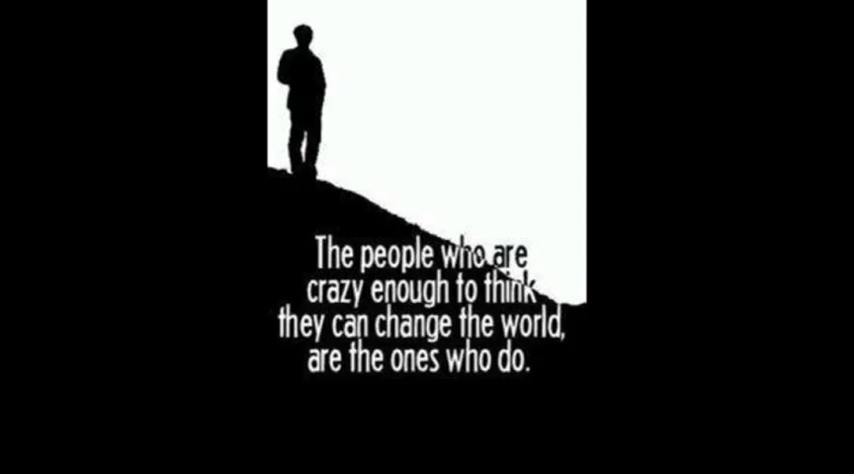 The people who are
crazy enough to think
they can change the world,
are the ones who do.